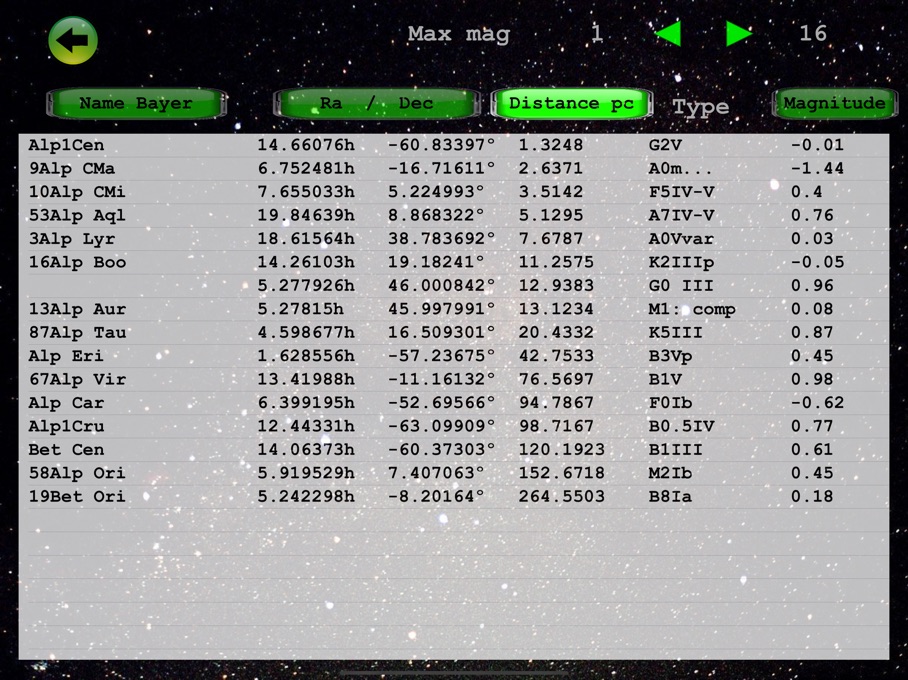 Max mag 1 16
Name Bayer Ra / Dec Distance pc Type Magnitude
Alp1Cen 14.66076h -60.83397° 1.3248 G2V -0.01
9Alp CMa 6.752481h -16.71611° 2.6371 A0m... -1.44
10Alp CMi 7.655033h 5.224993° 3.5142 F5IV-V 0.4
53Alp Aql 19.84639h 8.868322° 5.1295 A7IV-V 0.76
3Alp Lyr 18.61564h 38.783692° 7.6787 A0Vvar 0.03
16Alp Boo 14.26103h 19.18241° 11.2575 K2IIIp -0.05
5.277926h 46.000842° 12.9383 G0 III 0.96
13Alp Aur 5.27815h 45.997991° 13.1234 M1: comp 0.08
87Alp Tau 4.598677h 16.509301° 20.4332 K5III 0.87
Alp Eri 1.628556h -57.23675° 42.7533 B3Vp 0.45
67Alp Vir 13.41988h -11.16132° 76.5697 B1V 0.98
Alp Car 6.399195h -52.69566° 94.7867 F0Ib -0.62
Alp1Cru 12.44331h -63.09909° 98.7167 B0.5IV 0.77
Bet Cen 14.06373h -60.37303° 120.1923 B1III 0.61
58Alp Ori 5.919529h 7.407063° 152.6718 M2Ib 0.45
19Bet Ori 5.242298h -8.20164° 264.5503 B8Ia 0.18